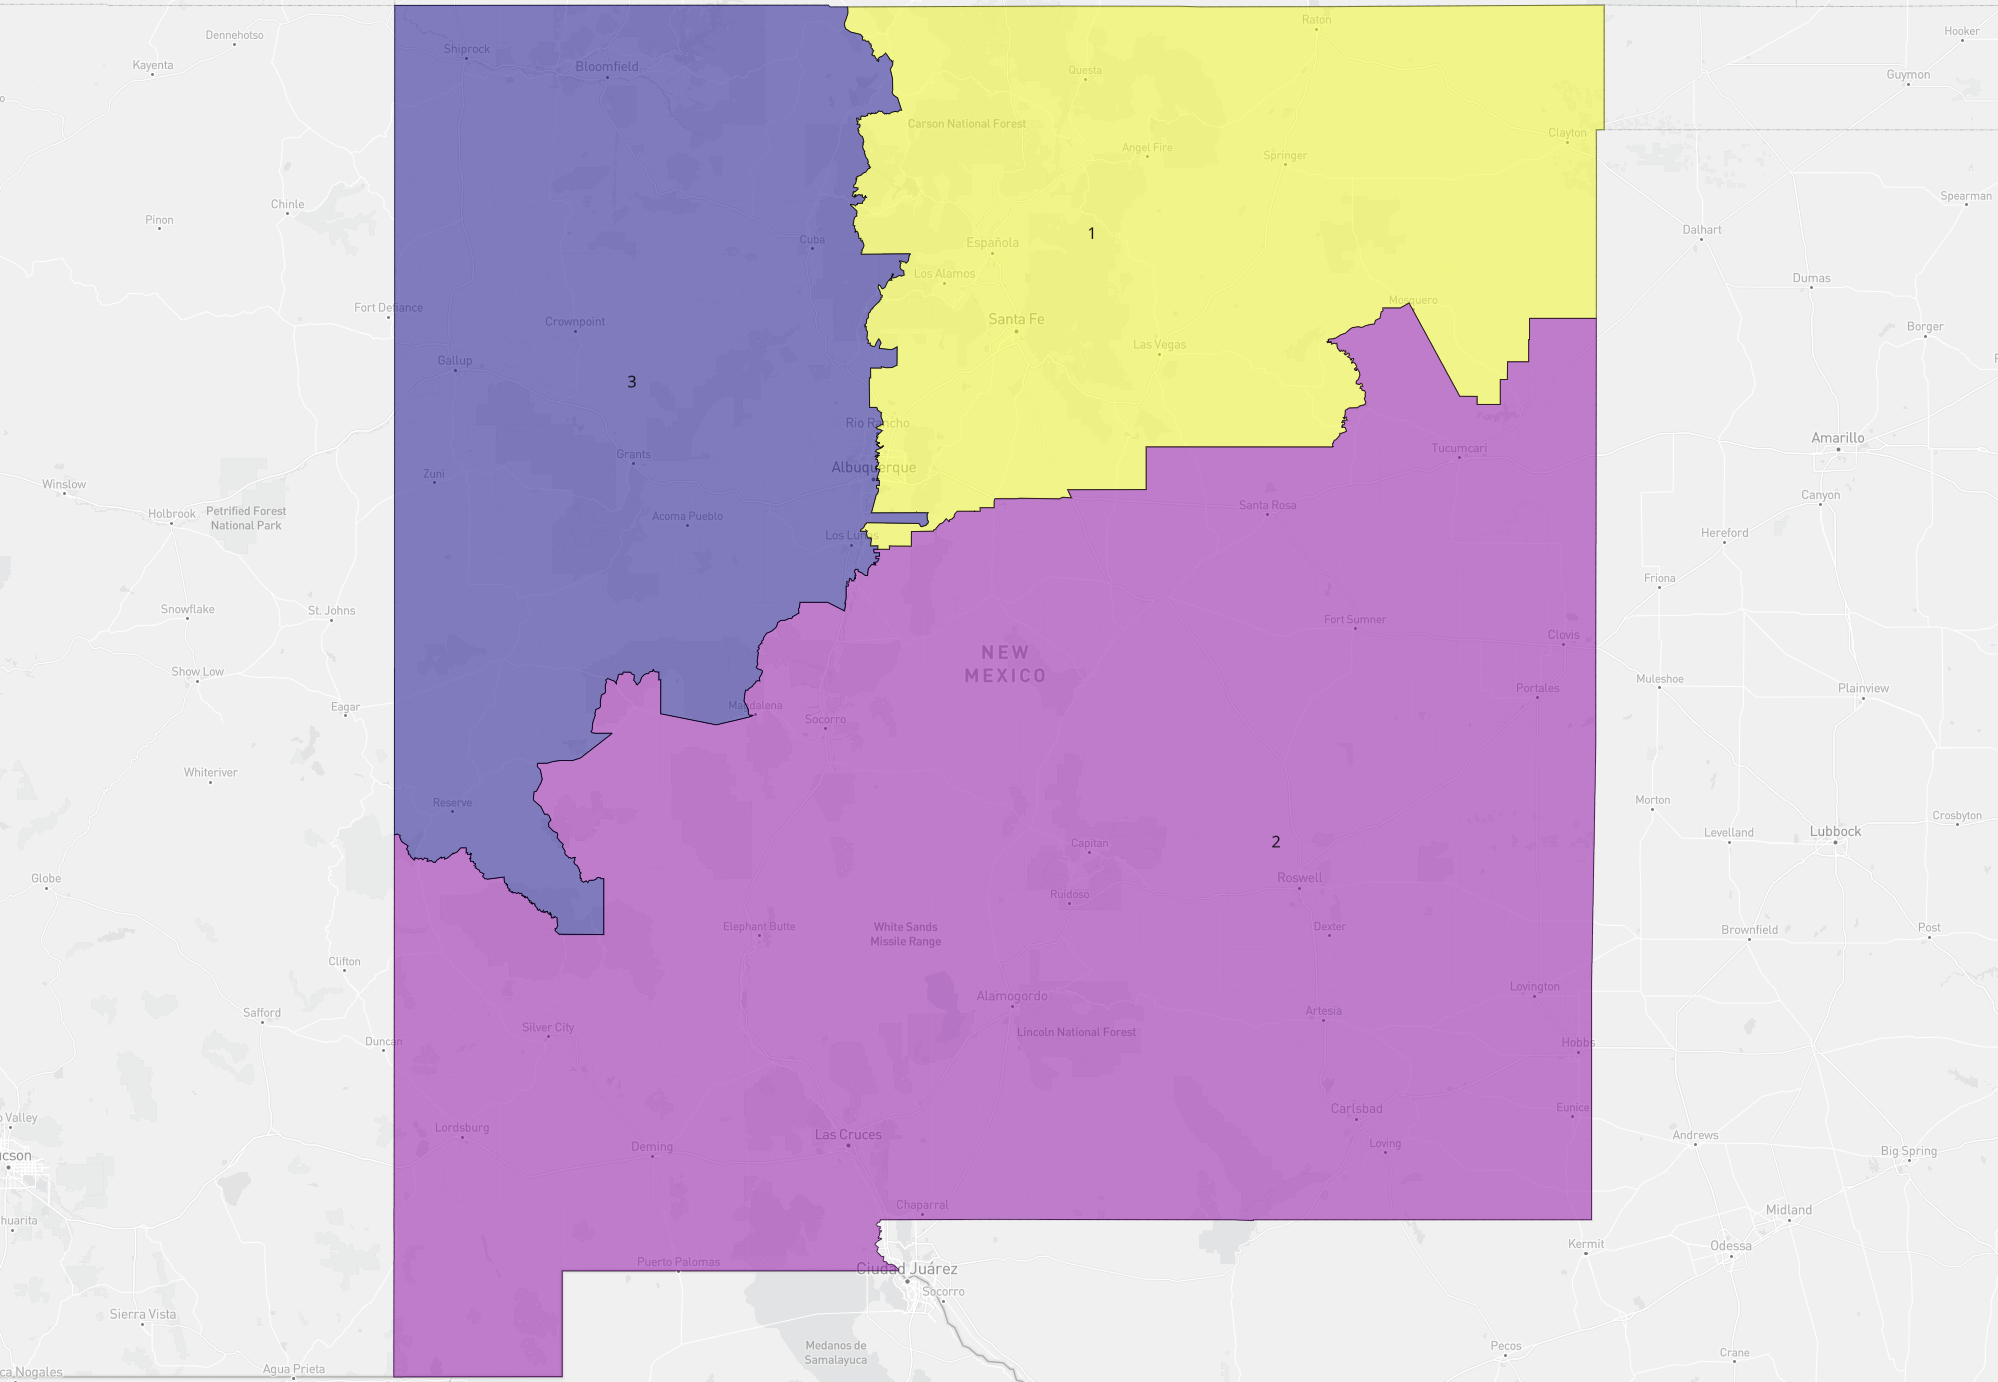 Dennehotso
Kayenta
Shiprock
Bloomfield
Raton
Hooker
Guymon
Questa
Carson National Forest
Angel Fire
Springer
Clayton
Chinle
Pinon
Spearman
Cuba
Española
1
Dalhart
Los Alamos
Dumas
Fort Defiance
Crownpoint
Santa Fe
Mosquero
Borger
Las Vegas
Gallup
3
Rio Rancho
Tucumcari
Amarillo
Grants
Albuquerque
Zuni
Winslow
Canyon
Holbrook
Petrified Forest
National Park
Acoma Pueblo
Santa Rosa
Los Lunas
Hereford
Friona
Snowflake
St. Johns
Fort Sumner
Clovis
NEW
MEXICO
Show Low
Muleshoe
Plainview
Portales
Eagar
Magdalena
Socorro
Whiteriver
Reserve
Morton
Crosbyton
Levelland
Lubbock
Capitan
2
Globe
Roswell
Ruidoso
Elephant Butte
White Sands
Missile Range
Dexter
Brownfield
Post
Clifton
Lovington
Alamogordo
Safford
Artesia
Silver City
Lincoln National Forest
Duncan
Hobbs
Valley
Carlsbad
Eunice
Lordsburg
Las Cruces
Deming
Loving
Andrews
Big Spring
ucson
Chaparral
Midland
huarita
Kermit
Odessa
Puerto Palomas
Ciudad Juárez
Socorro
Sierra Vista
Medanos de
Samalayuca
Pecos
Crane
ca Nogales
Agua Prieta